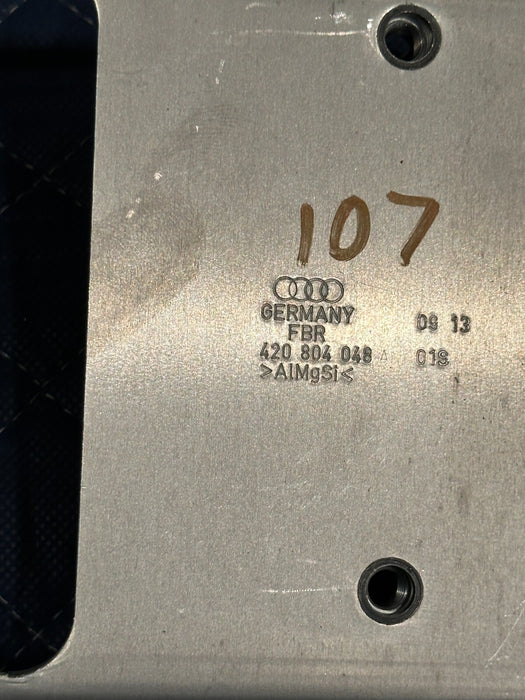 107
GERMANY
FBR
420 804 048 A
>AlMgSi<
09 13
01S